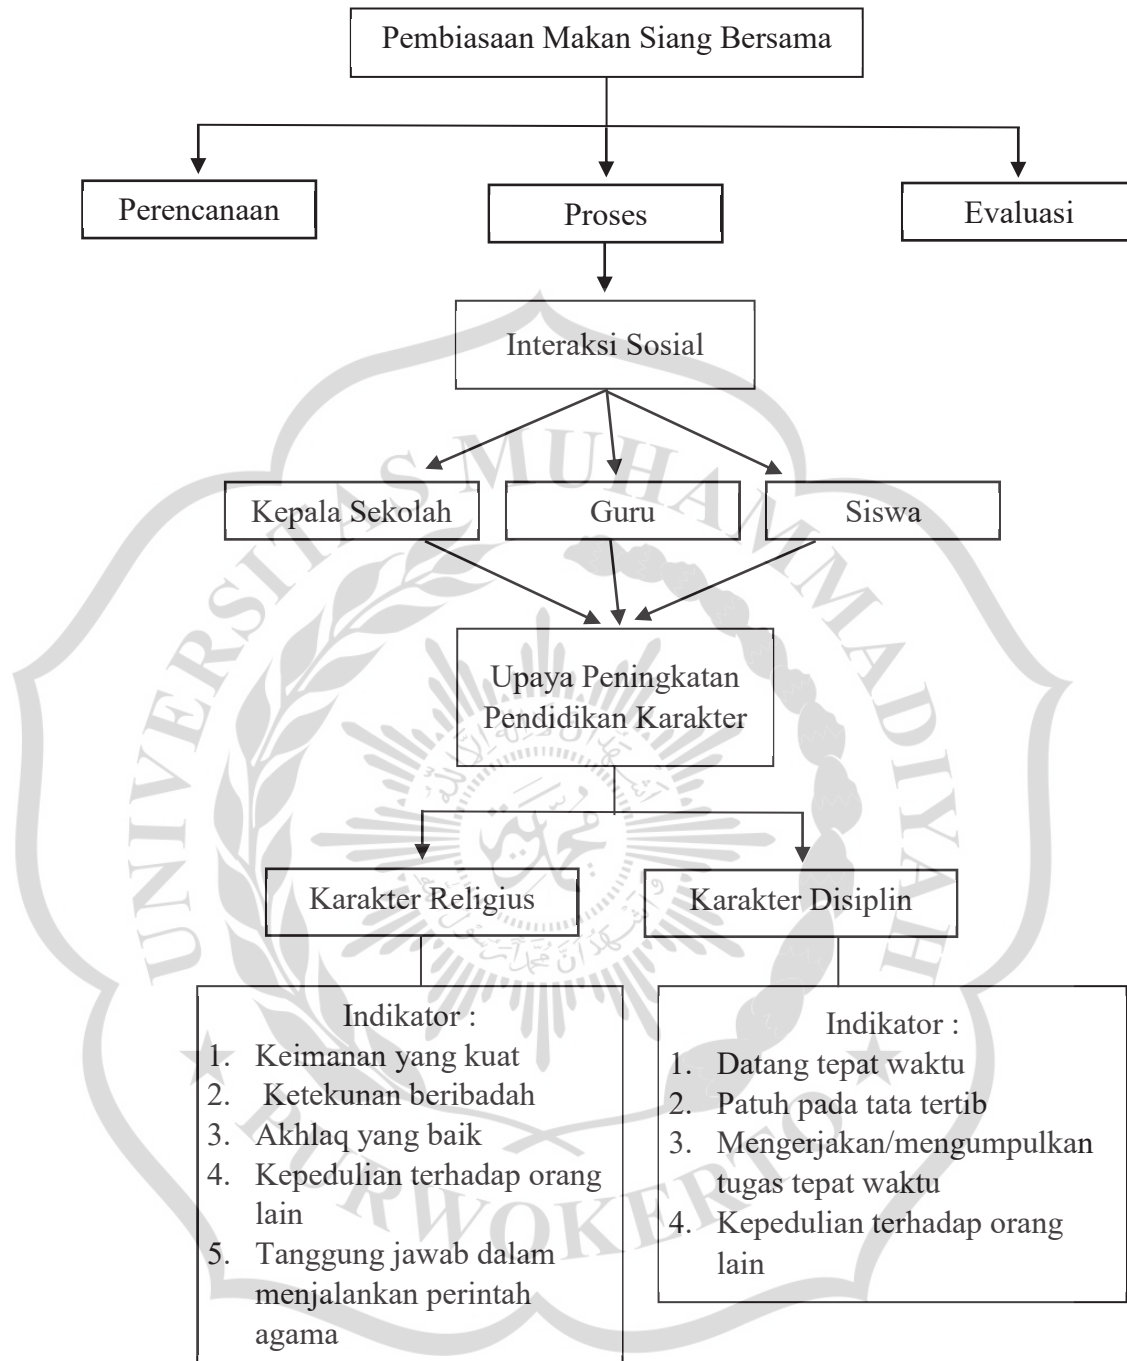 Pembiasaan Makan Siang Bersama
Perencanaan
Proses
Evaluasi
Interaksi Sosial
Kepala Sekolah
Guru
Siswa
Upaya Peningkatan
Pendidikan Karakter
Karakter Religius
Karakter Disiplin
Indikator :
1. Keimanan yang kuat
2. Ketekunan beribadah
3. Akhlaq yang baik
4. Kepedulian terhadap orang
lain
5. Tanggung jawab dalam
menjalankan perintah
agama
Indikator :
1. Datang tepat waktu
2. Patuh pada tata tertib
3. Mengerjakan/mengumpulkan
tugas tepat waktu
4. Kepedulian terhadap orang
lain
UNIVERSITAS MUHAMMADIYAH
PURWOKERTO